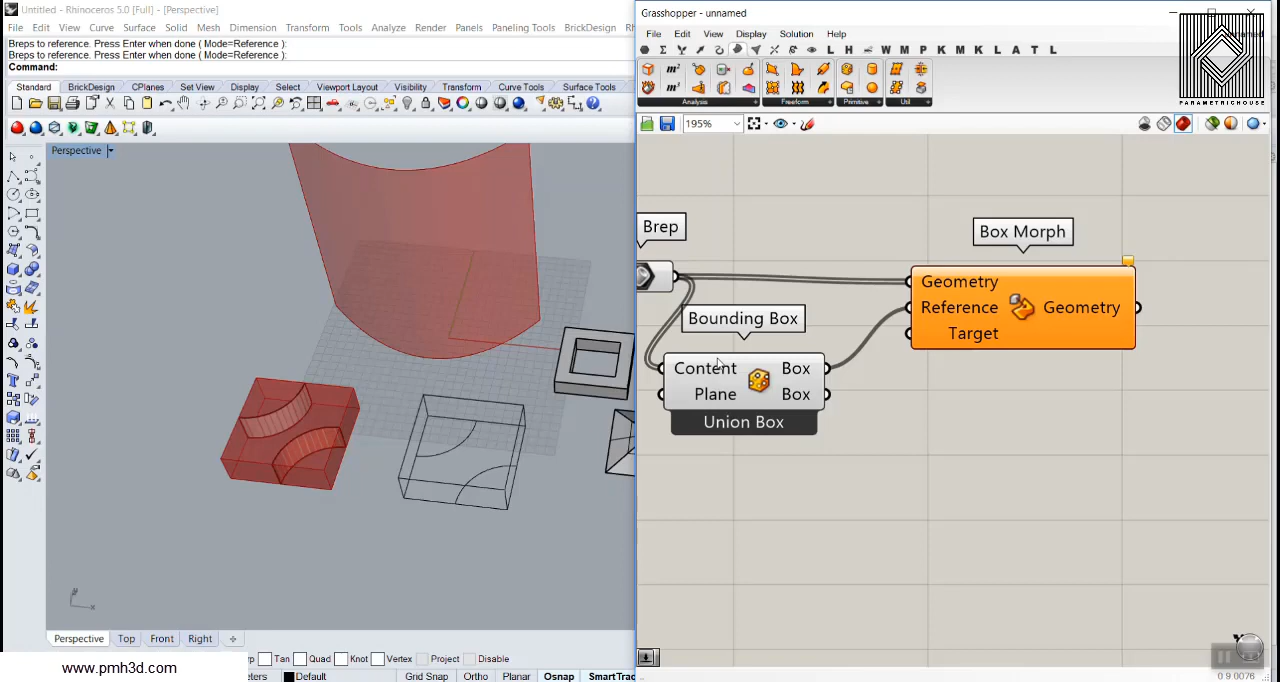 Untitled - Rhinoceros 5.0 [Full] - [Perspective]
File Edit View Curve Surface Solid Mesh Dimension Transform Tools Analyze Render Panels Paneling Tools BrickDesign
Breps to reference. Press Enter when done ( Mode=Reference ):
Breps to reference. Press Enter when done ( Mode=Reference ):
Command:
Standard BrickDesign CPlanes Set View Display Select Viewport Layout Visibility Transform Curve Tools Surface Tools
Perspective
x
Perspective Top Front Right
Tan Quad Knot Vertex Project Disable
Default Grid Snap Ortho Planar Osnap SmartTrac
www.pmh3d.com
Grasshopper - unnamed
File Edit View Display Solution Help
L H W M P K M K L A T L
m²
m³
Analysis Freeform Primitive Util
PARAMETRICHOUSE
195%
Brep
Box Morph
Geometry
Reference
Target
Geometry
Bounding Box
Content
Plane
Box
Box
Union Box
0.9.0076